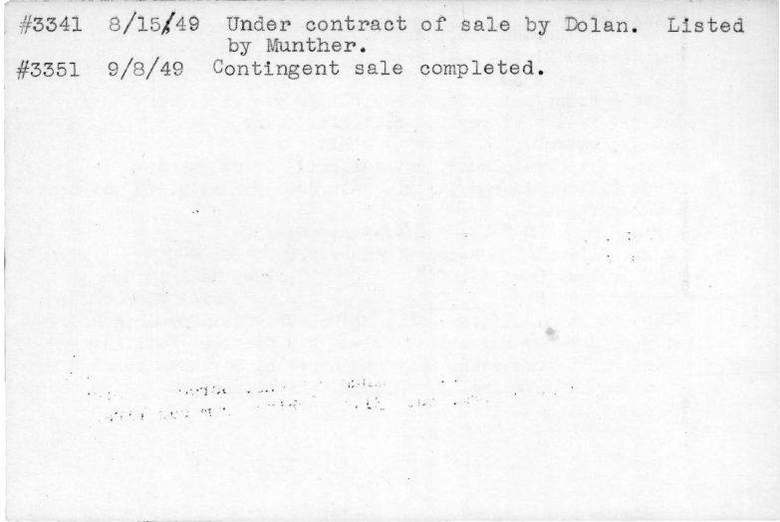 #3341 8/15/49 Under contract of sale by Dolan. Listed
by Munther.
#3351 9/8/49 Contingent sale completed.